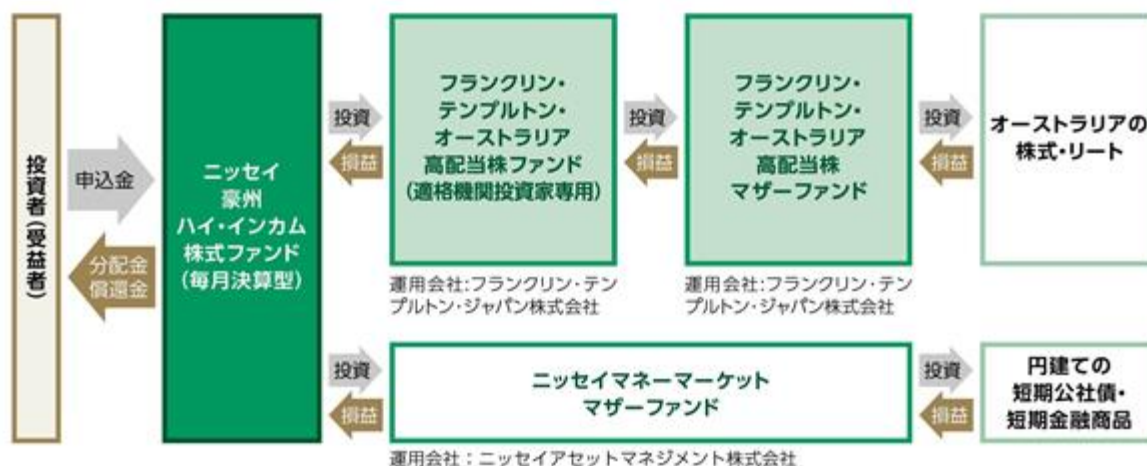 投資者(受益者)
申込金
分配金
償還金
ニッセイ
豪州
ハイ・インカム
株式ファンド
(毎月決算型)
投資
損益
フランクリン・
テンプルトン・
オーストラリア
高配当株ファンド
(適格機関投資家専用)
運用会社:フランクリン・テン
プルトン・ジャパン株式会社
投資
損益
フランクリン・
テンプルトン・
オーストラリア
高配当株
マザーファンド
運用会社:フランクリン・テン
プルトン・ジャパン株式会社
投資
損益
オーストラリアの
株式・リート
投資
損益
ニッセイマネーマーケット
マザーファンド
運用会社:ニッセイアセットマネジメント株式会社
投資
損益
円建ての
短期公社債・
短期金融商品